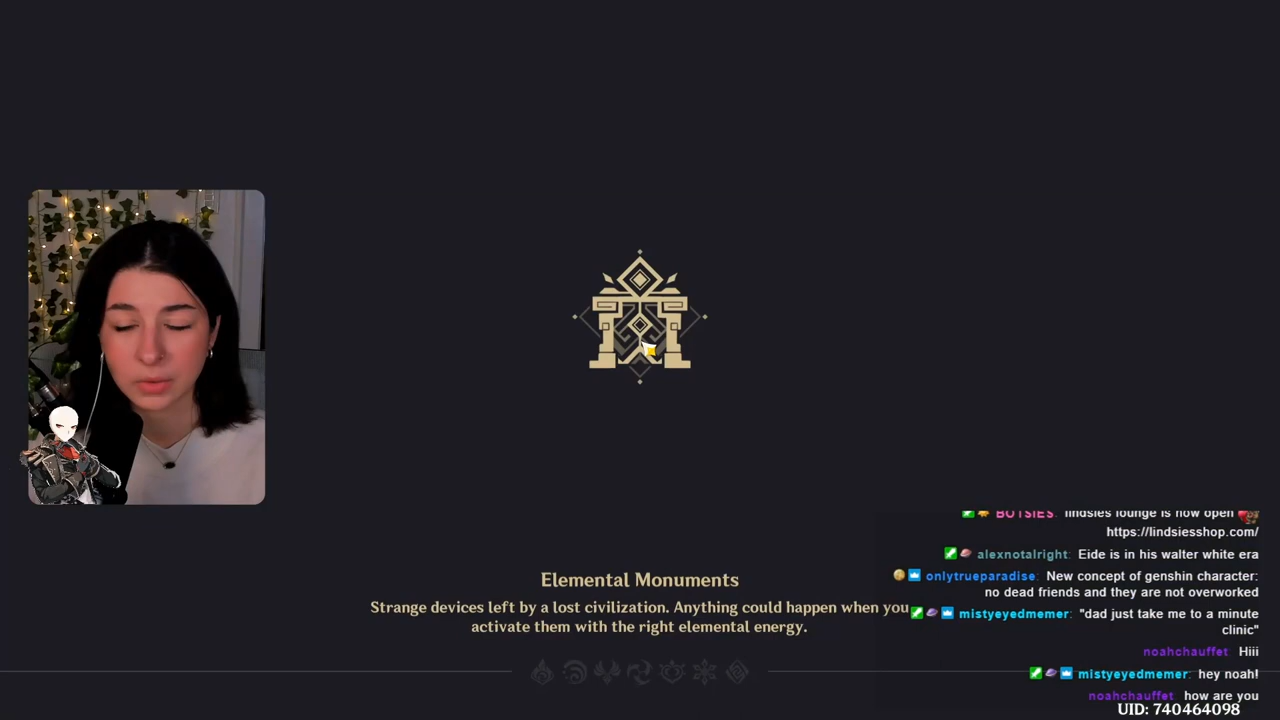 BOTSIES: lindsies lounge is now open
https://lindsiesshop.com/
alexnotalright: Eide is in his walter white era
onlytrueparadise: New concept of genshin character:
no dead friends and they are not overworked
mistyeyedmemer: "dad just take me to a minute
clinic"
noahchauffet: Hiii
mistyeyedmemer: hey noah!
noahchauffet: how are you
Elemental Monuments
Strange devices left by a lost civilization. Anything could happen when you
activate them with the right elemental energy.
UID: 740464098